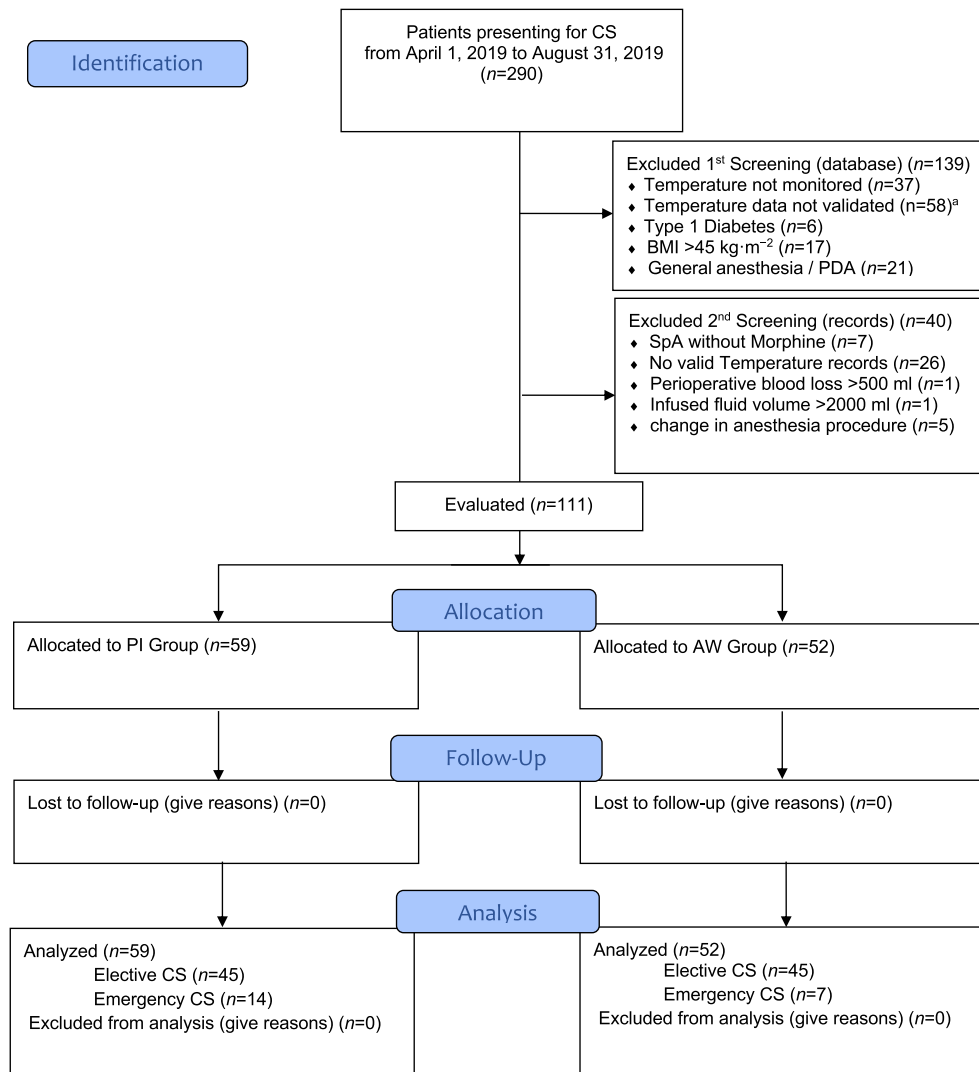 Identification
Patients presenting for CS
from April 1, 2019 to August 31, 2019
(n=290)
Excluded 1st Screening (database) (n=139)
♦ Temperature not monitored (n=37)
♦ Temperature data not validated (n=58)a
♦ Type 1 Diabetes (n=6)
♦ BMI >45 kg·m−2 (n=17)
♦ General anesthesia / PDA (n=21)
Excluded 2nd Screening (records) (n=40)
♦ SpA without Morphine (n=7)
♦ No valid Temperature records (n=26)
♦ Perioperative blood loss >500 ml (n=1)
♦ Infused fluid volume >2000 ml (n=1)
♦ change in anesthesia procedure (n=5)
Evaluated (n=111)
Allocation
Allocated to PI Group (n=59)
Allocated to AW Group (n=52)
Follow-Up
Lost to follow-up (give reasons) (n=0)
Lost to follow-up (give reasons) (n=0)
Analysis
Analyzed (n=59)
Elective CS (n=45)
Emergency CS (n=14)
Excluded from analysis (give reasons) (n=0)
Analyzed (n=52)
Elective CS (n=45)
Emergency CS (n=7)
Excluded from analysis (give reasons) (n=0)